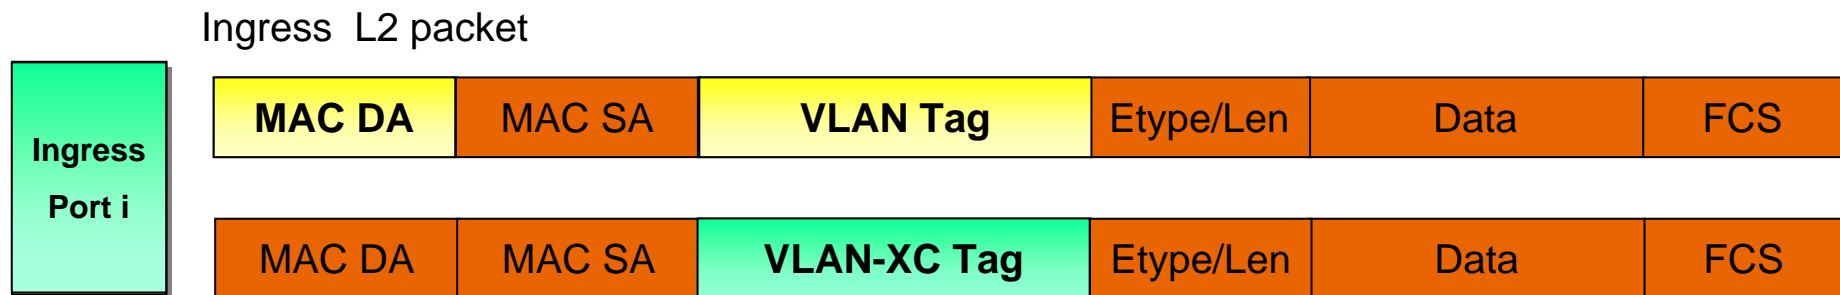 Ingress L2 packet
Ingress
Port i
MAC DA MAC SA VLAN Tag Etype/Len Data FCS
MAC DA MAC SA VLAN-XC Tag Etype/Len Data FCS